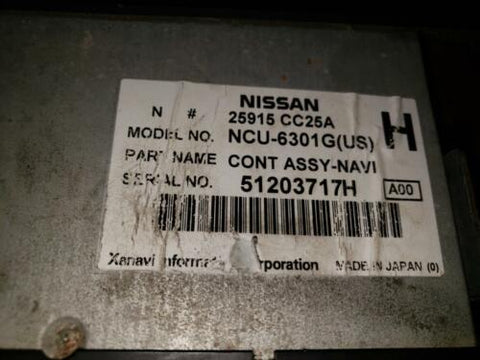 NISSAN
N # 25915 CC25A
MODEL NO. NCU-6301G(US) H
PART NAME CONT ASSY-NAVI
SERIAL NO. 51203717H A00
Xanavi MADE IN JAPAN (0)